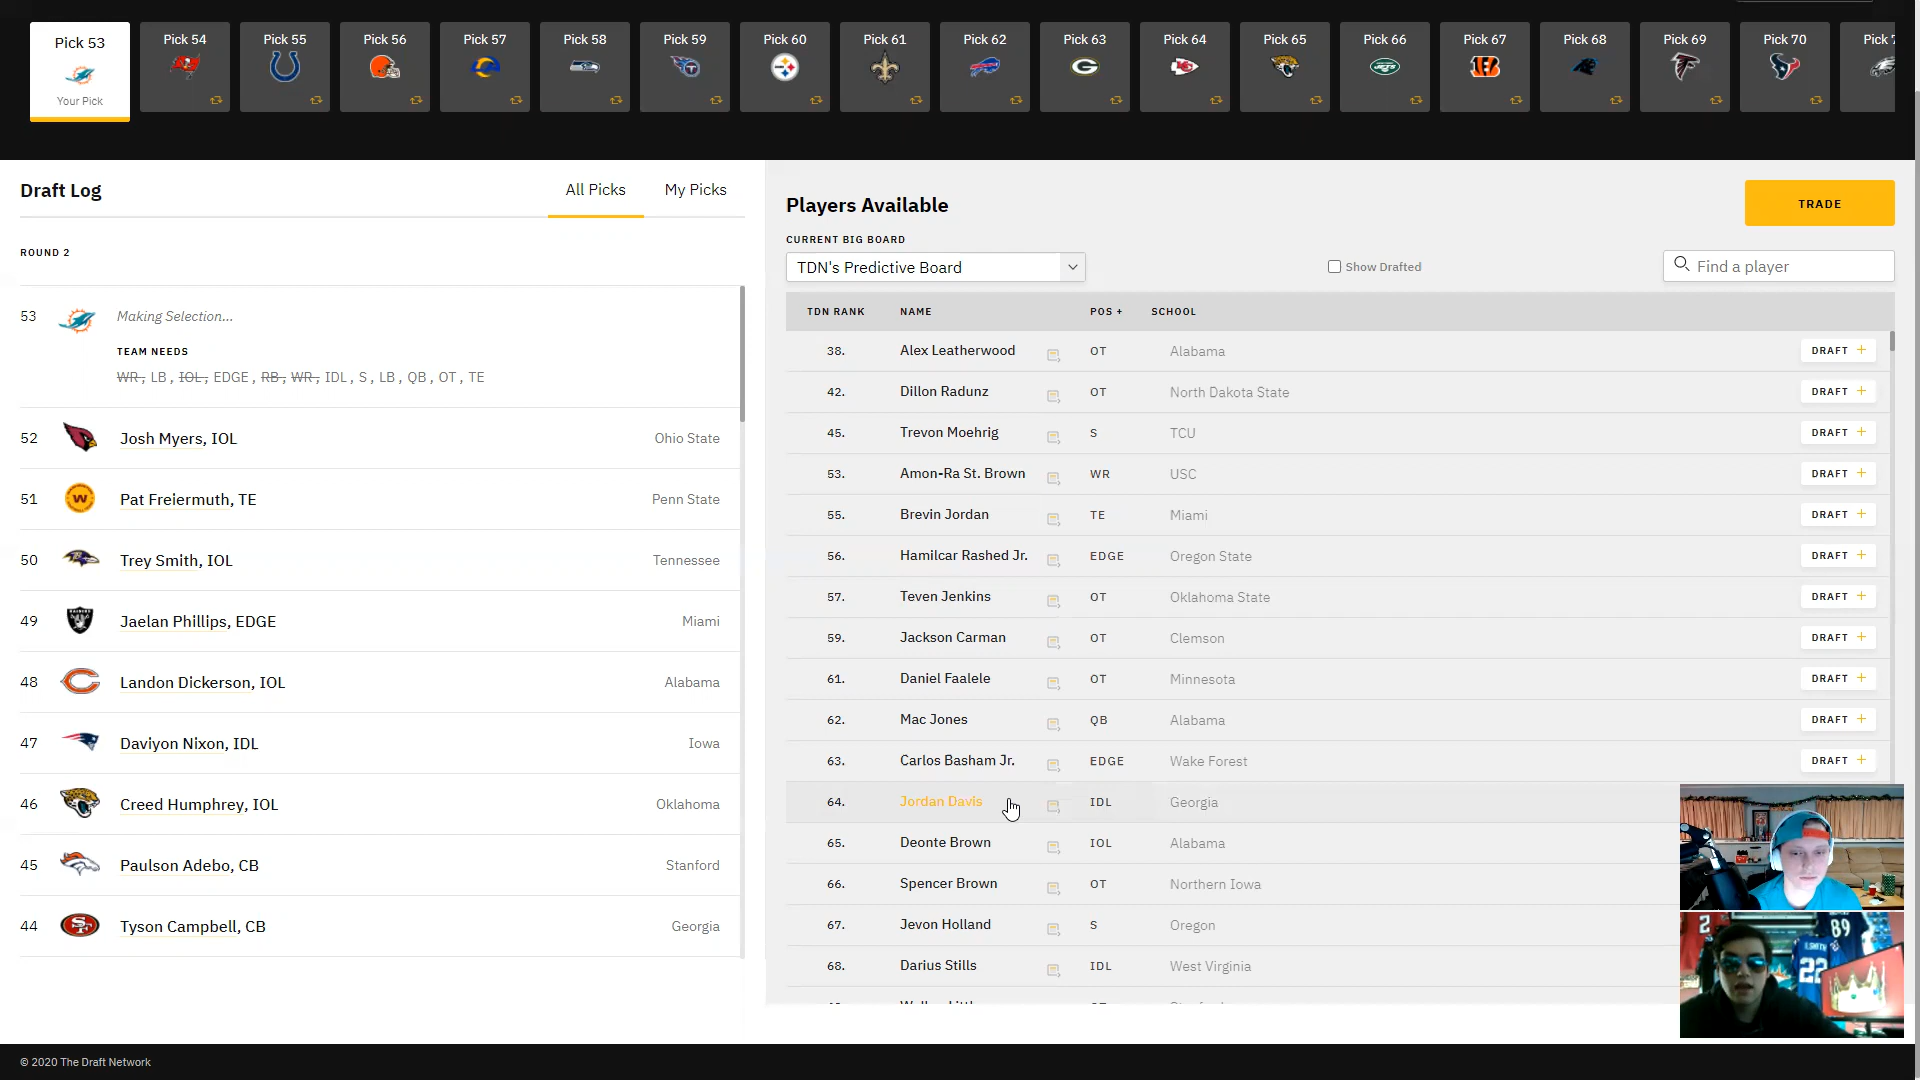 Pick 53
Your Pick
Pick 54
Pick 55
Pick 56
Pick 57
Pick 58
Pick 59
Pick 60
Pick 61
Pick 62
Pick 63
Pick 64
Pick 65
Pick 66
Pick 67
Pick 68
Pick 69
Pick 70
Pick
Draft Log
All Picks
My Picks
ROUND 2
53
Making Selection...
TEAM NEEDS
WR, LB, IOL, EDGE, RB, WR, IDL, S, LB, QB, OT, TE
52 Josh Myers, IOL Ohio State
51 Pat Freiermuth, TE Penn State
50 Trey Smith, IOL Tennessee
49 Jaelan Phillips, EDGE Miami
48 Landon Dickerson, IOL Alabama
47 Daviyon Nixon, IDL Iowa
46 Creed Humphrey, IOL Oklahoma
45 Paulson Adebo, CB Stanford
44 Tyson Campbell, CB Georgia
Players Available
TRADE
CURRENT BIG BOARD
TDN's Predictive Board
Show Drafted
Find a player
TDN RANK NAME POS + SCHOOL
38. Alex Leatherwood OT Alabama DRAFT +
42. Dillon Radunz OT North Dakota State DRAFT +
45. Trevon Moehrig S TCU DRAFT +
53. Amon-Ra St. Brown WR USC DRAFT +
55. Brevin Jordan TE Miami DRAFT +
56. Hamilcar Rashed Jr. EDGE Oregon State DRAFT +
57. Teven Jenkins OT Oklahoma State DRAFT +
59. Jackson Carman OT Clemson DRAFT +
61. Daniel Faalele OT Minnesota DRAFT +
62. Mac Jones QB Alabama DRAFT +
63. Carlos Basham Jr. EDGE Wake Forest DRAFT +
64. Jordan Davis IDL Georgia
65. Deonte Brown IOL Alabama
66. Spencer Brown OT Northern Iowa
67. Jevon Holland S Oregon
68. Darius Stills IDL West Virginia
89
22
2
© 2020 The Draft Network